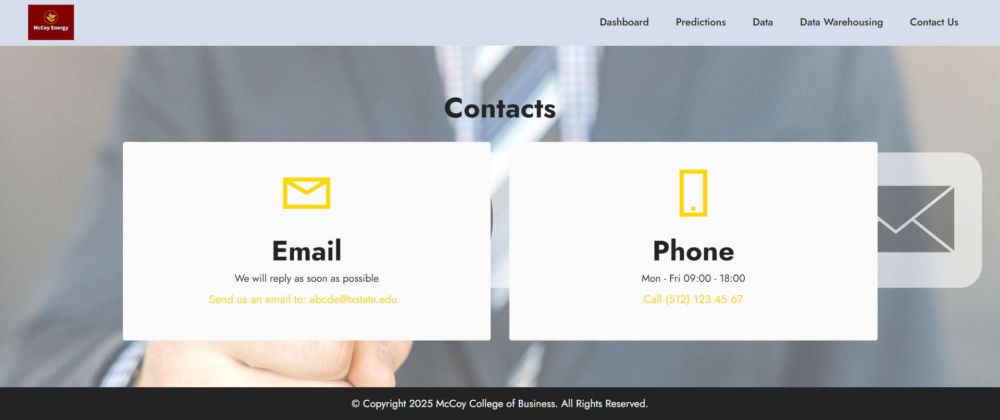 McCoy Energy
Dashboard
Predictions
Data
Data Warehousing
Contact Us
Contacts
Email
We will reply as soon as possible
Send us an email to: abcde@txstate.edu
Phone
Mon - Fri 09:00 - 18:00
Call (512) 123 45 67
© Copyright 2025 McCoy College of Business. All Rights Reserved.